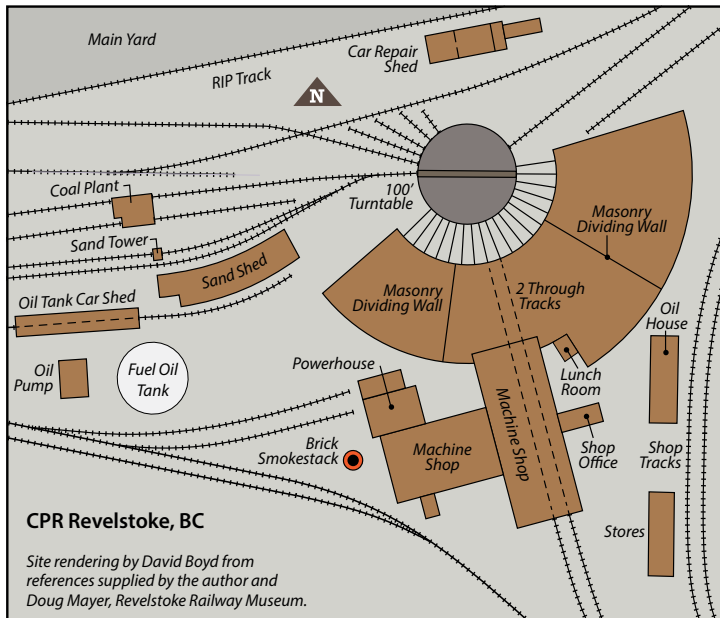 Main Yard
RIP Track
N
Car Repair
Shed
Coal Plant
100'
Turntable
Masonry
Dividing Wall
Sand Tower
Sand Shed
Masonry
Dividing Wall
2 Through
Tracks
Oil Tank Car Shed
Oil
House
Oil
Pump
Fuel Oil
Tank
Powerhouse
Lunch
Room
Machine Shop
Brick
Smokestack
Machine
Shop
Shop
Office
Shop
Tracks
Stores
CPR Revelstoke, BC
Site rendering by David Boyd from
references supplied by the author and
Doug Mayer, Revelstoke Railway Museum.